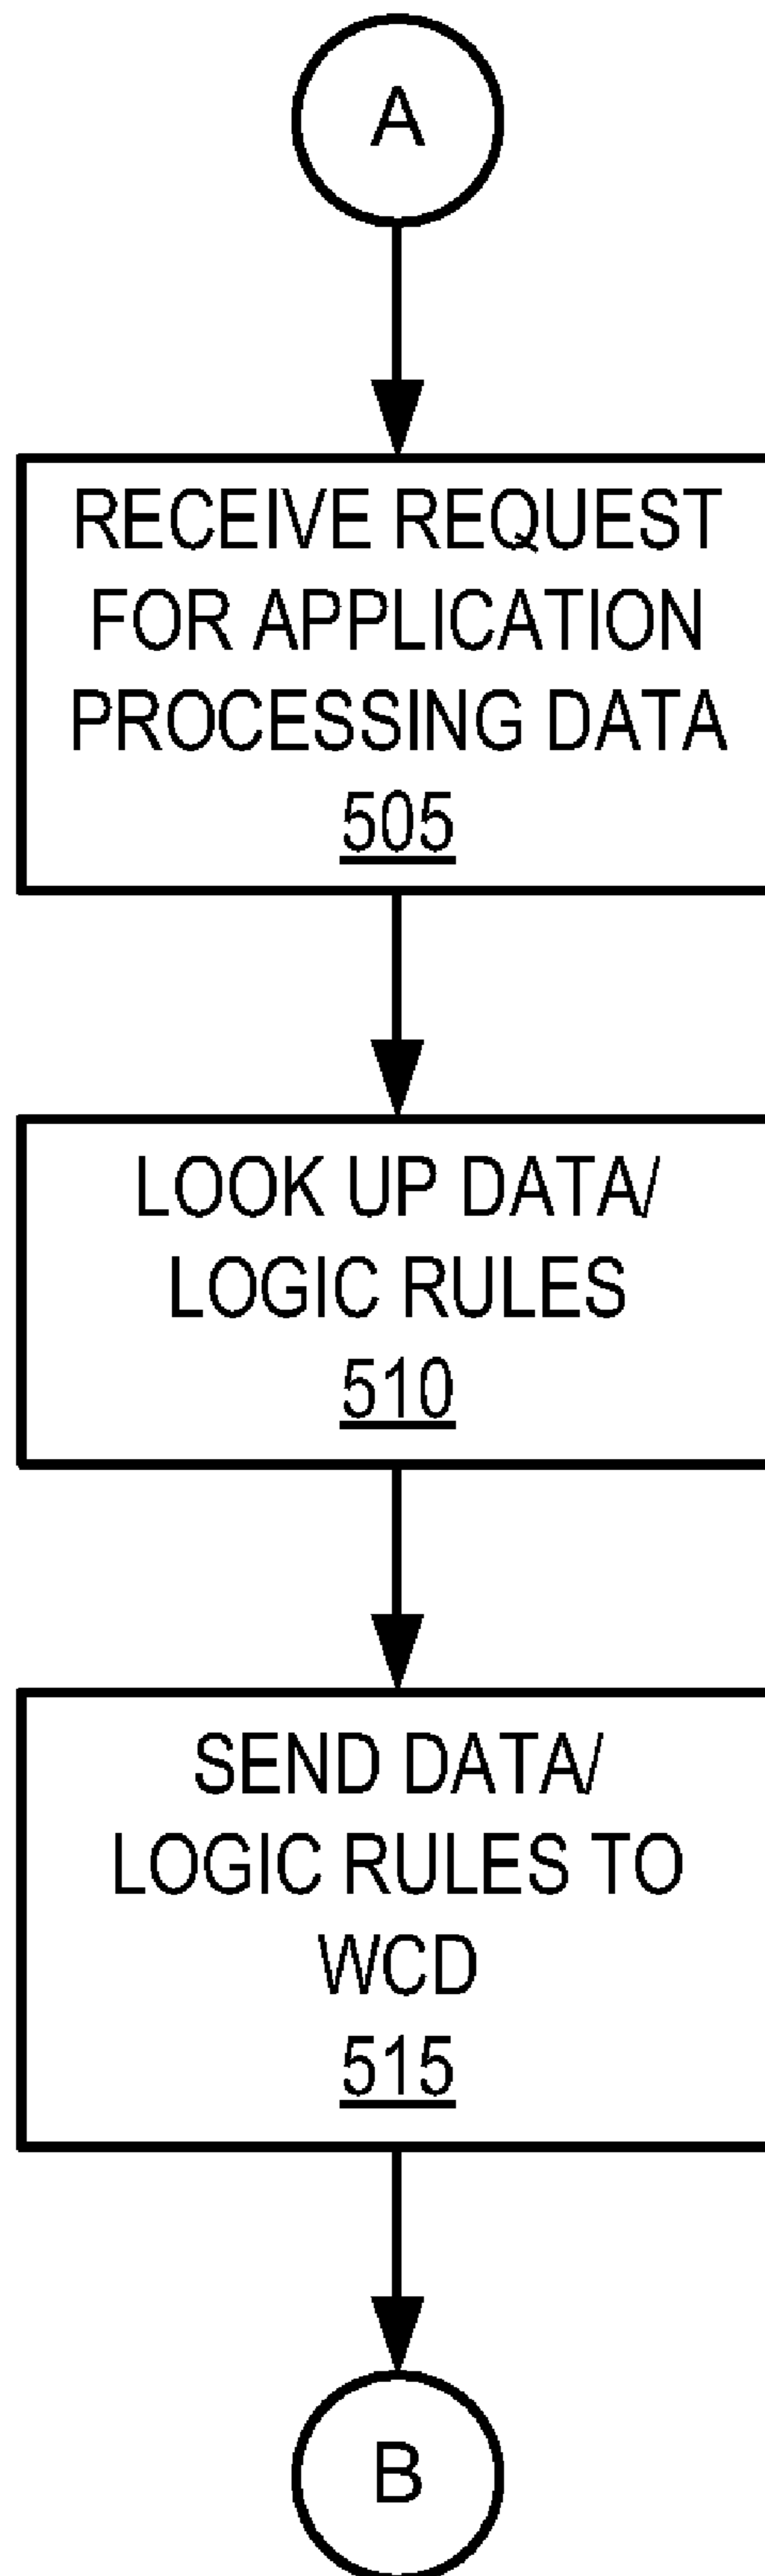 A
RECEIVE REQUEST
FOR APPLICATION
PROCESSING DATA
505
LOOK UP DATA/
LOGIC RULES
510
SEND DATA/
LOGIC RULES TO
WCD
515
B